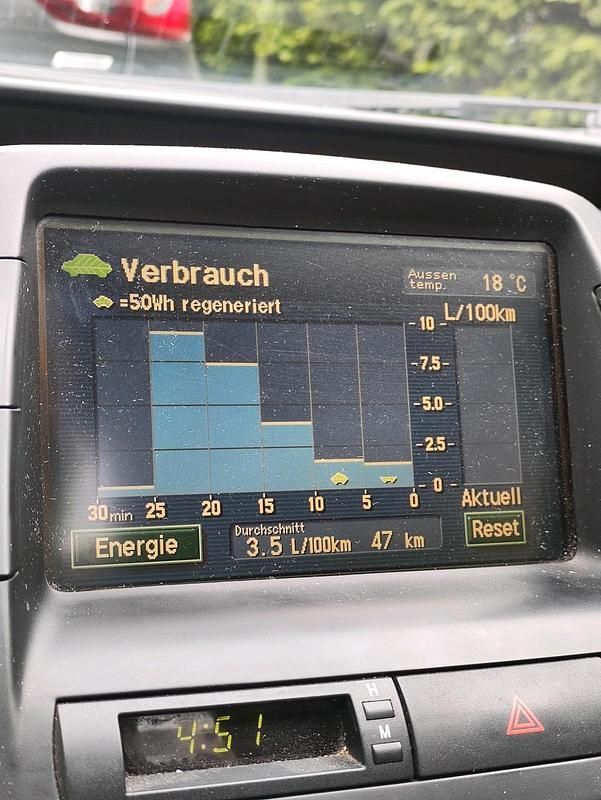 Verbrauch
Aussen temp. 18 °C
=50Wh regeneriert
L/100km
10
7.5
5.0
2.5
0
30 min 25 20 15 10 5 0
Aktuell
Energie
Durchschnitt
3.5 L/100km 47 km
Reset
H
4:51
M